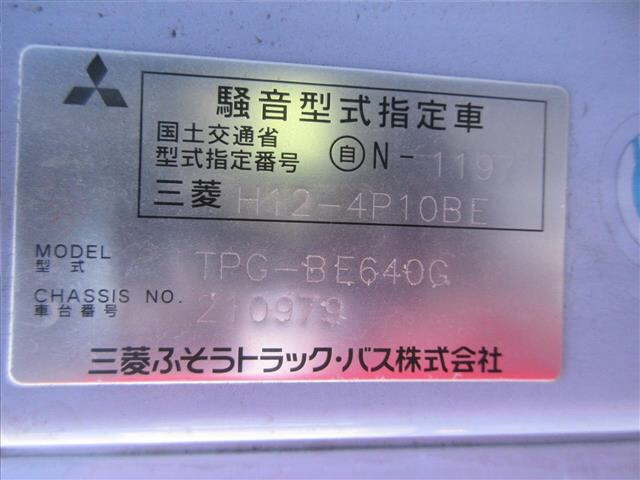 騒音型式指定車
国土交通省
型式指定番号 自 N- 119
三菱 H12-4P10BE
MODEL
型式 TPG-BE640G
CHASSIS NO.
車台番号 210979
三菱ふそうトラック・バス株式会社